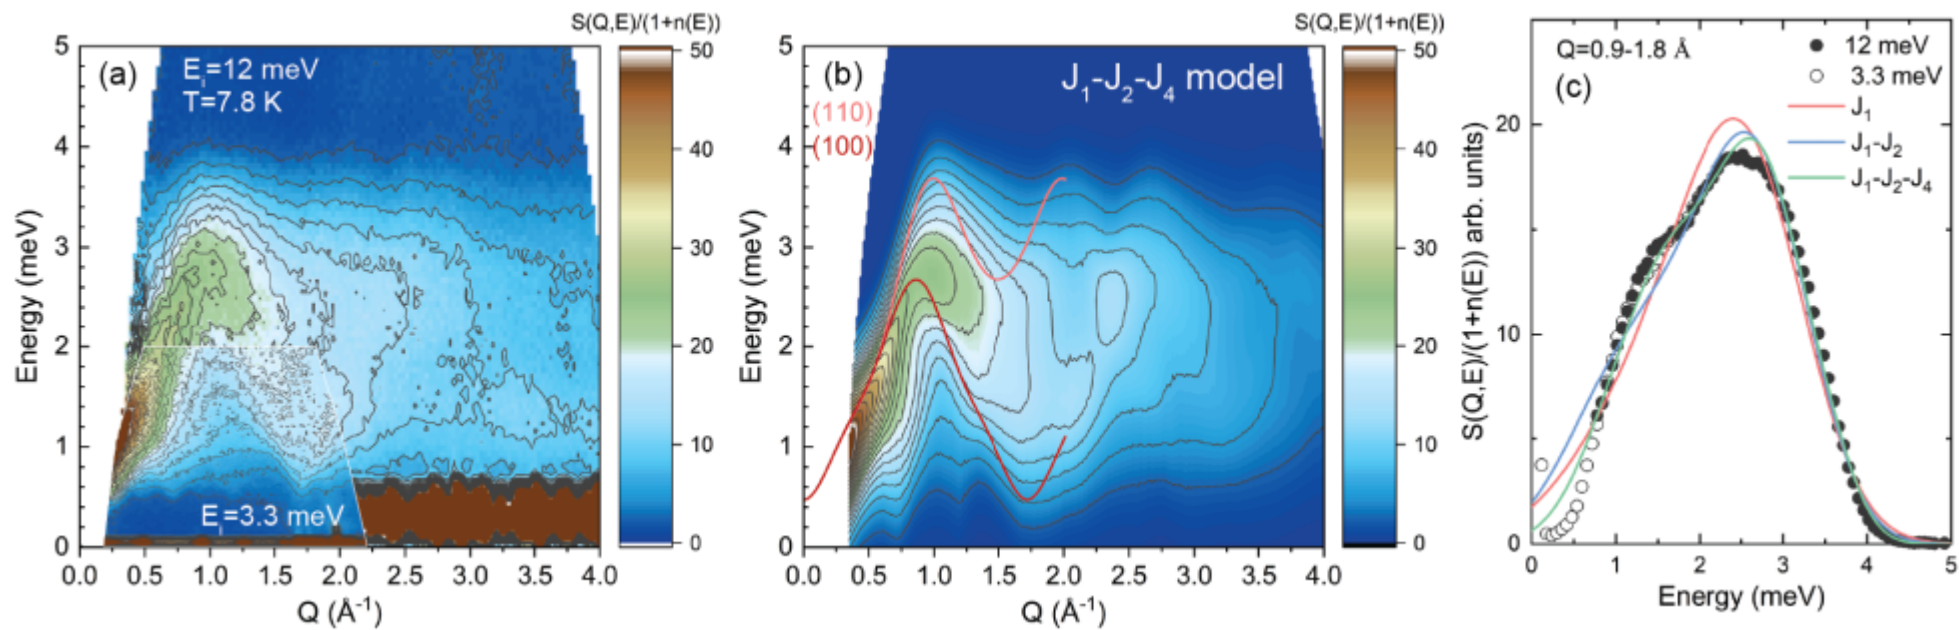 S(Q,E)/(1+n(E))
(a)
E_i=12 meV
T=7.8 K
E_i=3.3 meV
Energy (meV)
5
4
3
2
1
0
0.0 0.5 1.0 1.5 2.0 2.5 3.0 3.5 4.0
Q (Å⁻¹)
50
40
30
20
10
0
S(Q,E)/(1+n(E))
(b)
J₁-J₂-J₄ model
(110)
(100)
Energy (meV)
5
4
3
2
1
0
0.0 0.5 1.0 1.5 2.0 2.5 3.0 3.5 4.0
Q (Å⁻¹)
50
40
30
20
10
0
Q=0.9-1.8 Å
(c)
12 meV
3.3 meV
J₁
J₁-J₂
J₁-J₂-J₄
S(Q,E)/(1+n(E)) arb. units)
20
10
0
0 1 2 3 4 5
Energy (meV)